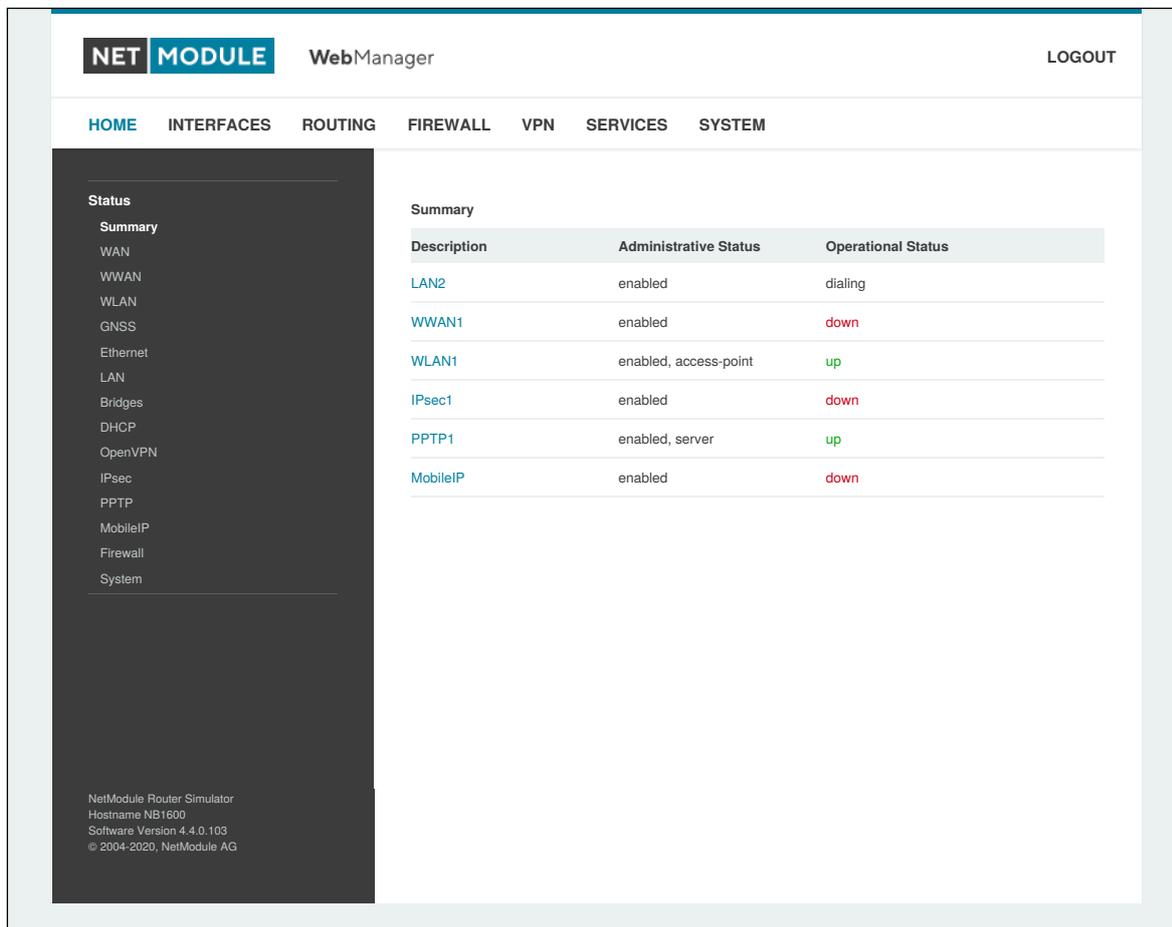 NET MODULE WebManager LOGOUT
HOME INTERFACES ROUTING FIREWALL VPN SERVICES SYSTEM
Status
Summary
WAN
WWAN
WLAN
GNSS
Ethernet
LAN
Bridges
DHCP
OpenVPN
IPsec
PPTP
MobileIP
Firewall
System
NetModule Router Simulator
Hostname NB1600
Software Version 4.4.0.103
© 2004-2020, NetModule AG
Summary
Description Administrative Status Operational Status
LAN2 enabled dialing
WWAN1 enabled down
WLAN1 enabled, access-point up
IPsec1 enabled down
PPTP1 enabled, server up
MobileIP enabled down